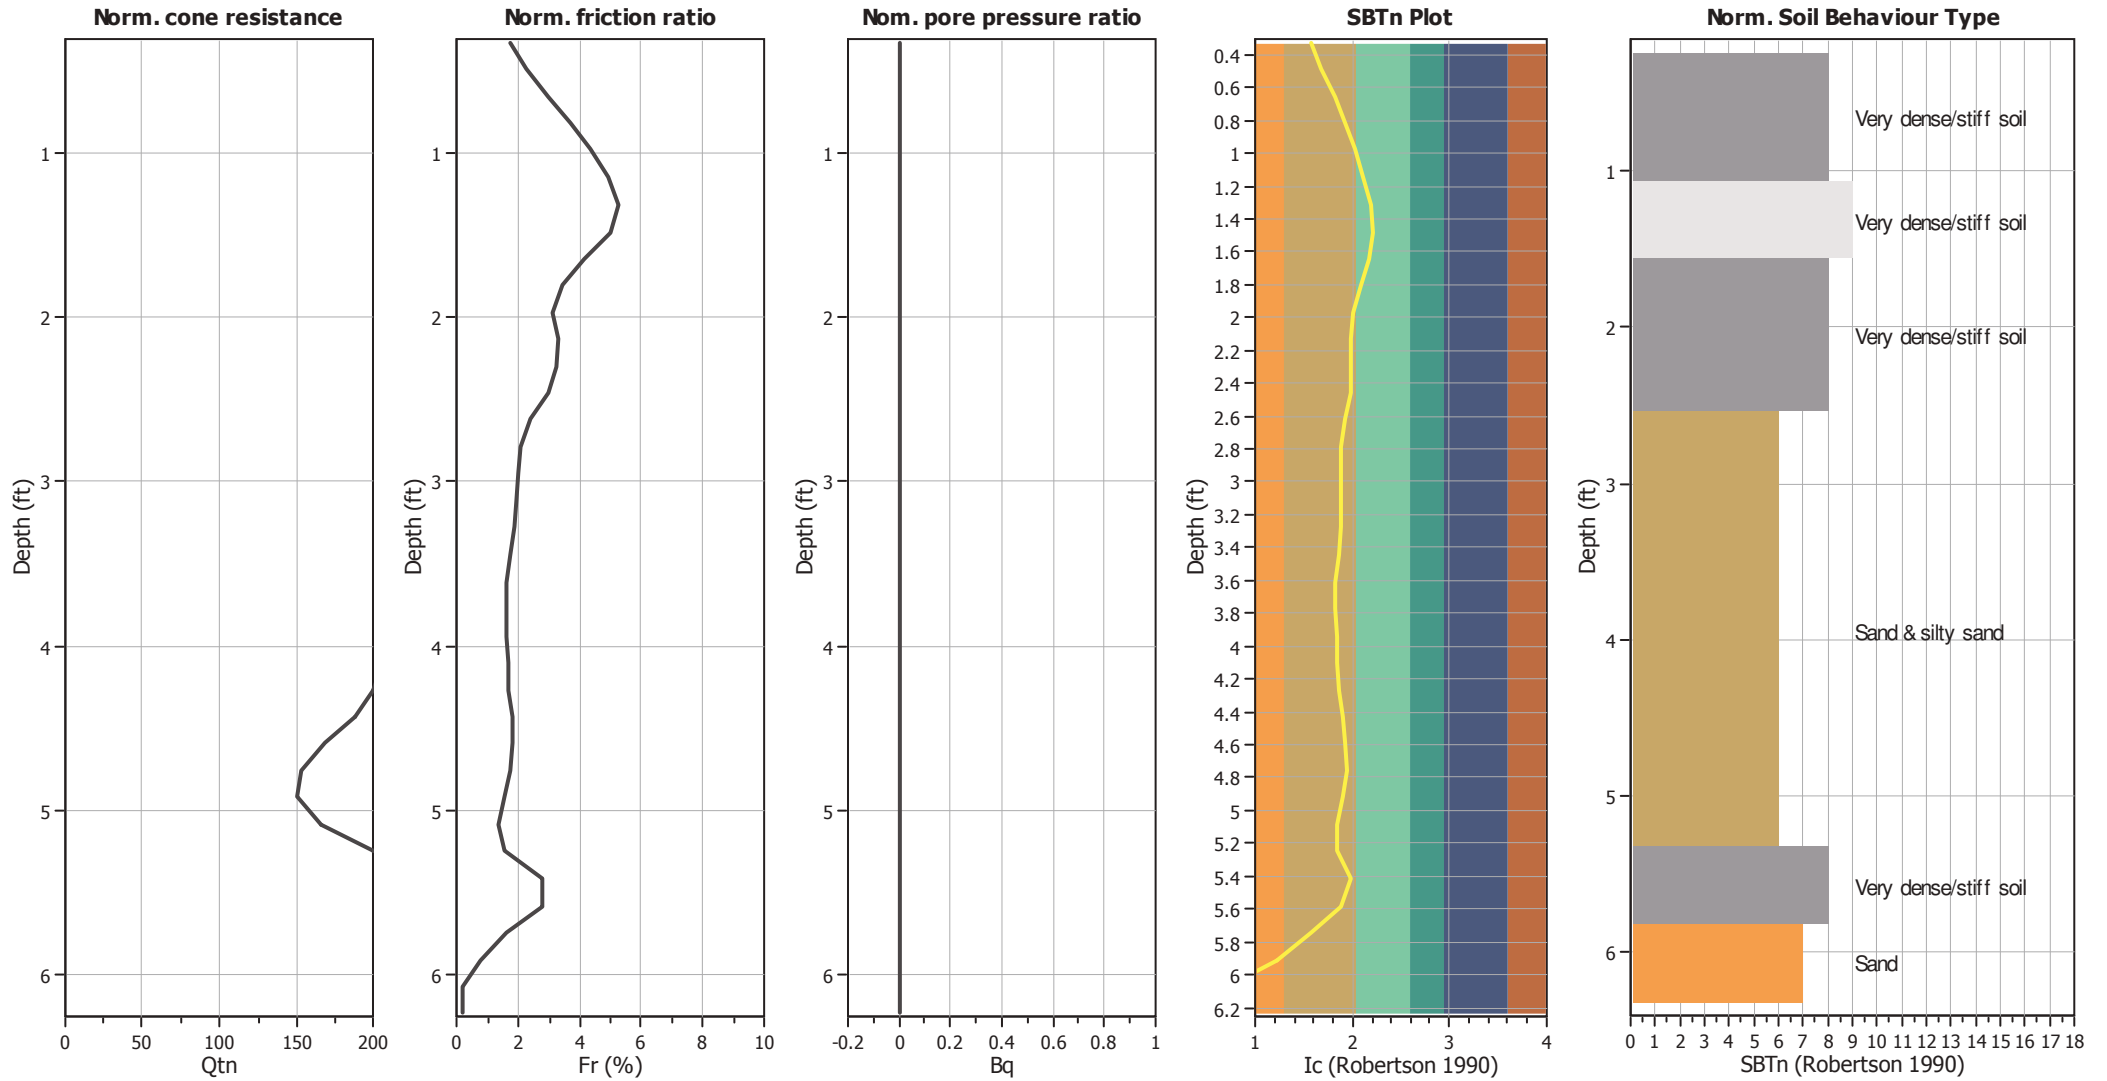 Norm. cone resistance
Depth (ft)
1
2
3
4
5
6
0 50 100 150 200
Qtn
Norm. friction ratio
Depth (ft)
1
2
3
4
5
6
0 2 4 6 8 10
Fr (%)
Nom. pore pressure ratio
Depth (ft)
1
2
3
4
5
6
-0.2 0 0.2 0.4 0.6 0.8 1
Bq
SBTn Plot
Depth (ft)
0.4
0.6
0.8
1
1.2
1.4
1.6
1.8
2
2.2
2.4
2.6
2.8
3
3.2
3.4
3.6
3.8
4
4.2
4.4
4.6
4.8
5
5.2
5.4
5.6
5.8
6
6.2
1 2 3 4
Ic (Robertson 1990)
Norm. Soil Behaviour Type
Depth (ft)
1
2
3
4
5
6
Very dense/stiff soil
Very dense/stiff soil
Very dense/stiff soil
Sand & silty sand
Very dense/stiff soil
Sand
0 1 2 3 4 5 6 7 8 9 10 11 12 13 14 15 16 17 18
SBTn (Robertson 1990)